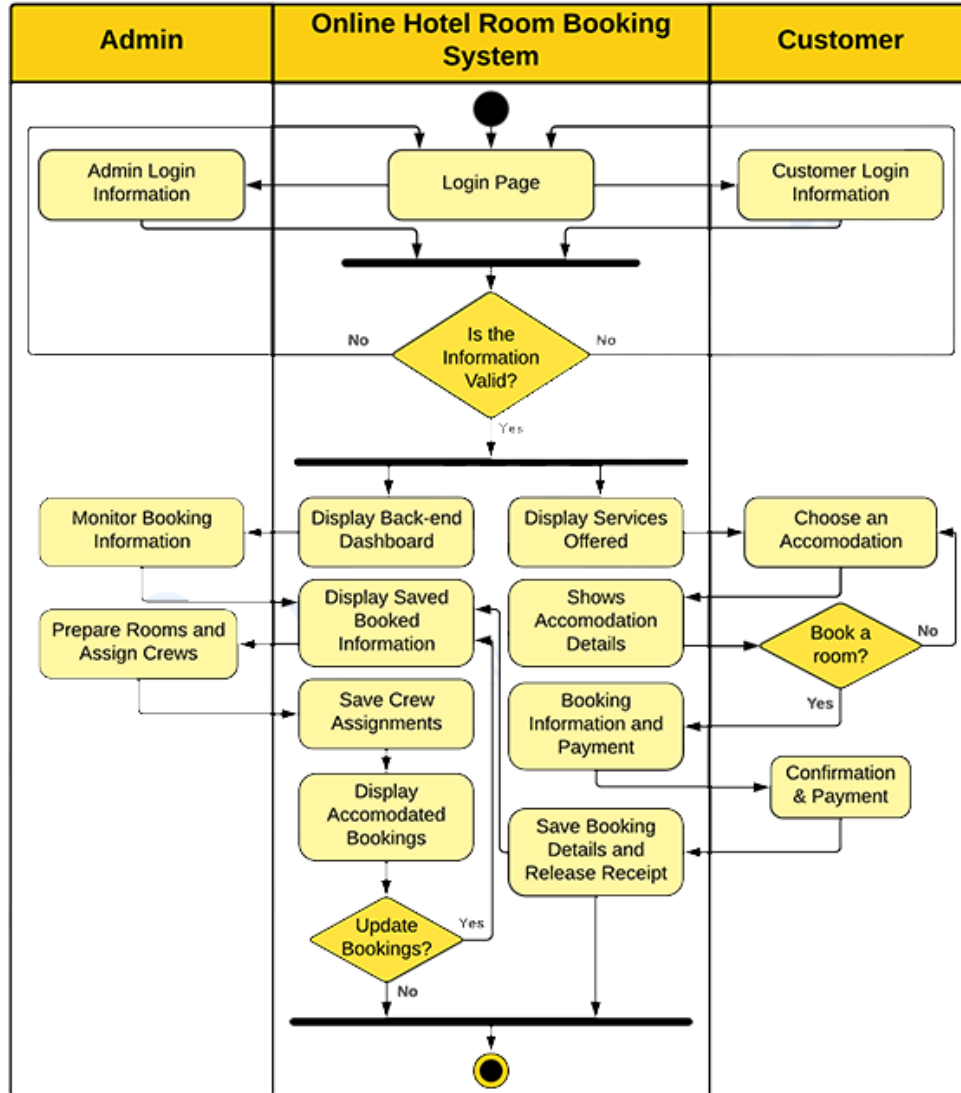 Admin
Online Hotel Room Booking
System
Customer
Admin Login
Information
Login Page
Customer Login
Information
No
Is the
Information
Valid?
No
Yes
Monitor Booking
Information
Display Back-end
Dashboard
Display Services
Offered
Choose an
Accomodation
Display Saved
Booked
Information
Shows
Accomodation
Details
Prepare Rooms and
Assign Crews
Book a
room?
No
Yes
Save Crew
Assignments
Booking
Information and
Payment
Confirmation
& Payment
Display
Accomodated
Bookings
Save Booking
Details and
Release Receipt
Update
Bookings?
Yes
No